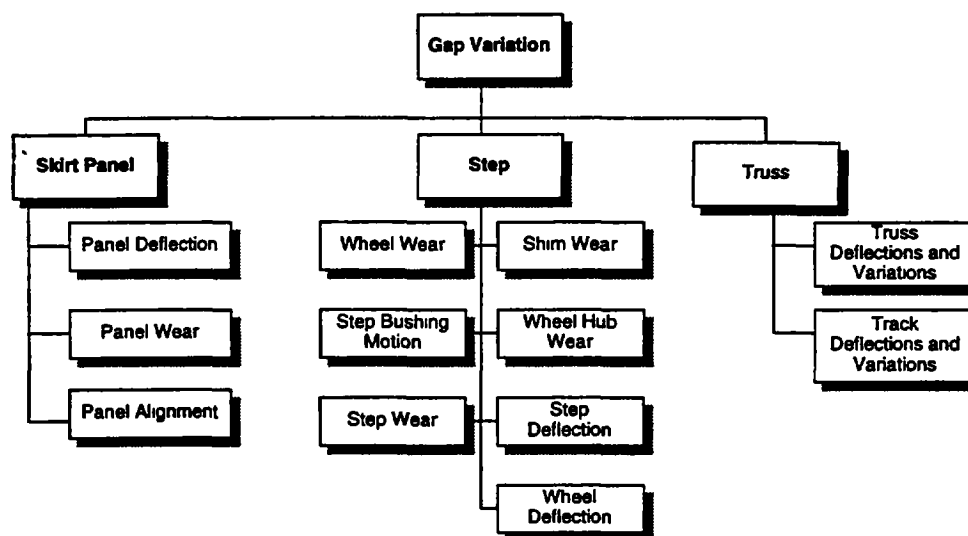 Gap Variation
Skirt Panel
Step
Truss
Panel Deflection
Panel Wear
Panel Alignment
Wheel Wear
Shim Wear
Step Bushing
Motion
Wheel Hub
Wear
Step Wear
Step
Deflection
Wheel
Deflection
Truss
Deflections and
Variations
Track
Deflections and
Variations